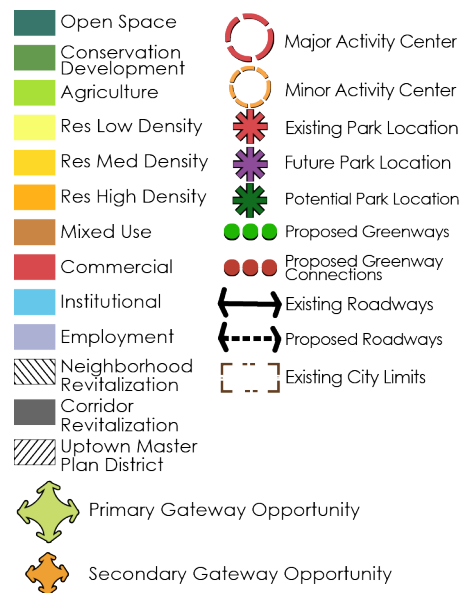 Open Space
Conservation
Development
Agriculture
Res Low Density
Res Med Density
Res High Density
Mixed Use
Commercial
Institutional
Employment
Neighborhood
Revitalization
Corridor
Revitalization
Uptown Master
Plan District
Major Activity Center
Minor Activity Center
Existing Park Location
Future Park Location
Potential Park Location
Proposed Greenways
Proposed Greenway
Connections
Existing Roadways
Proposed Roadways
Existing City Limits
Primary Gateway Opportunity
Secondary Gateway Opportunity